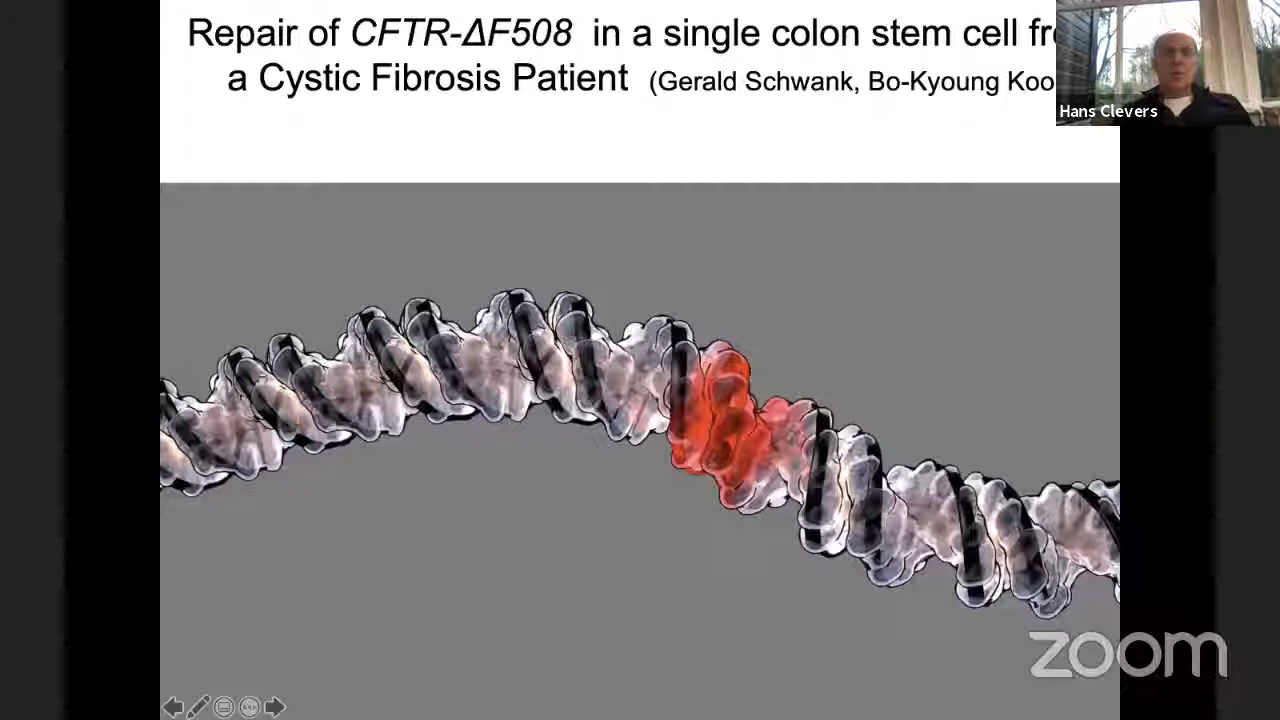 Repair of CFTR-ΔF508 in a single colon stem cell fr
a Cystic Fibrosis Patient (Gerald Schwank, Bo-Kyoung Koo
Hans Clevers
zoom